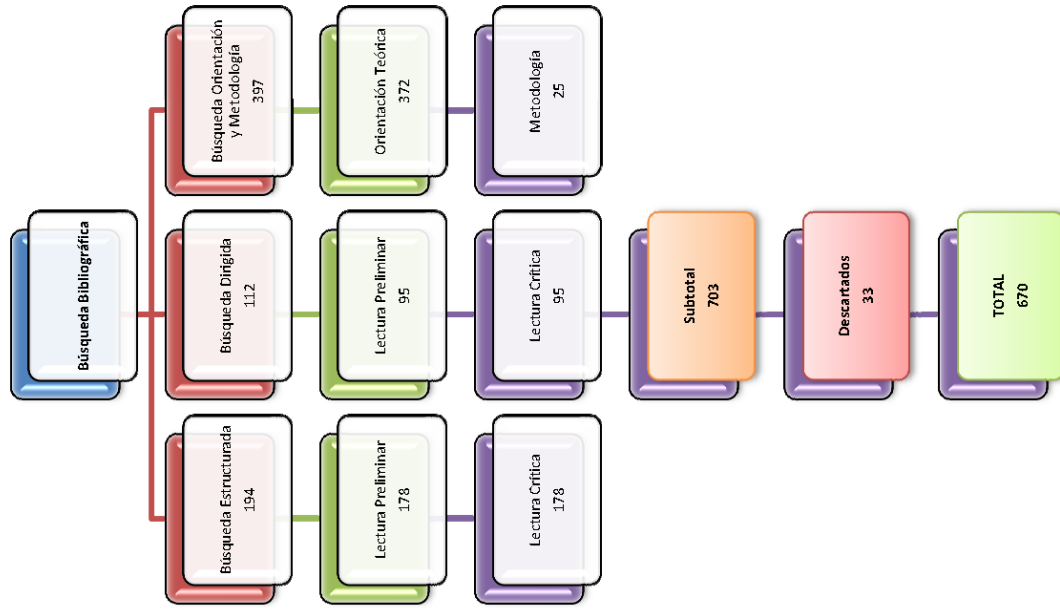 Búsqueda Bibliográfica
Búsqueda Estructurada
194
Búsqueda Dirigida
112
Búsqueda Orientación
y Metodología
397
Lectura Preliminar
178
Lectura Preliminar
95
Orientación Teórica
372
Lectura Crítica
178
Lectura Crítica
95
Metodología
25
Subtotal
703
Descartados
33
TOTAL
670